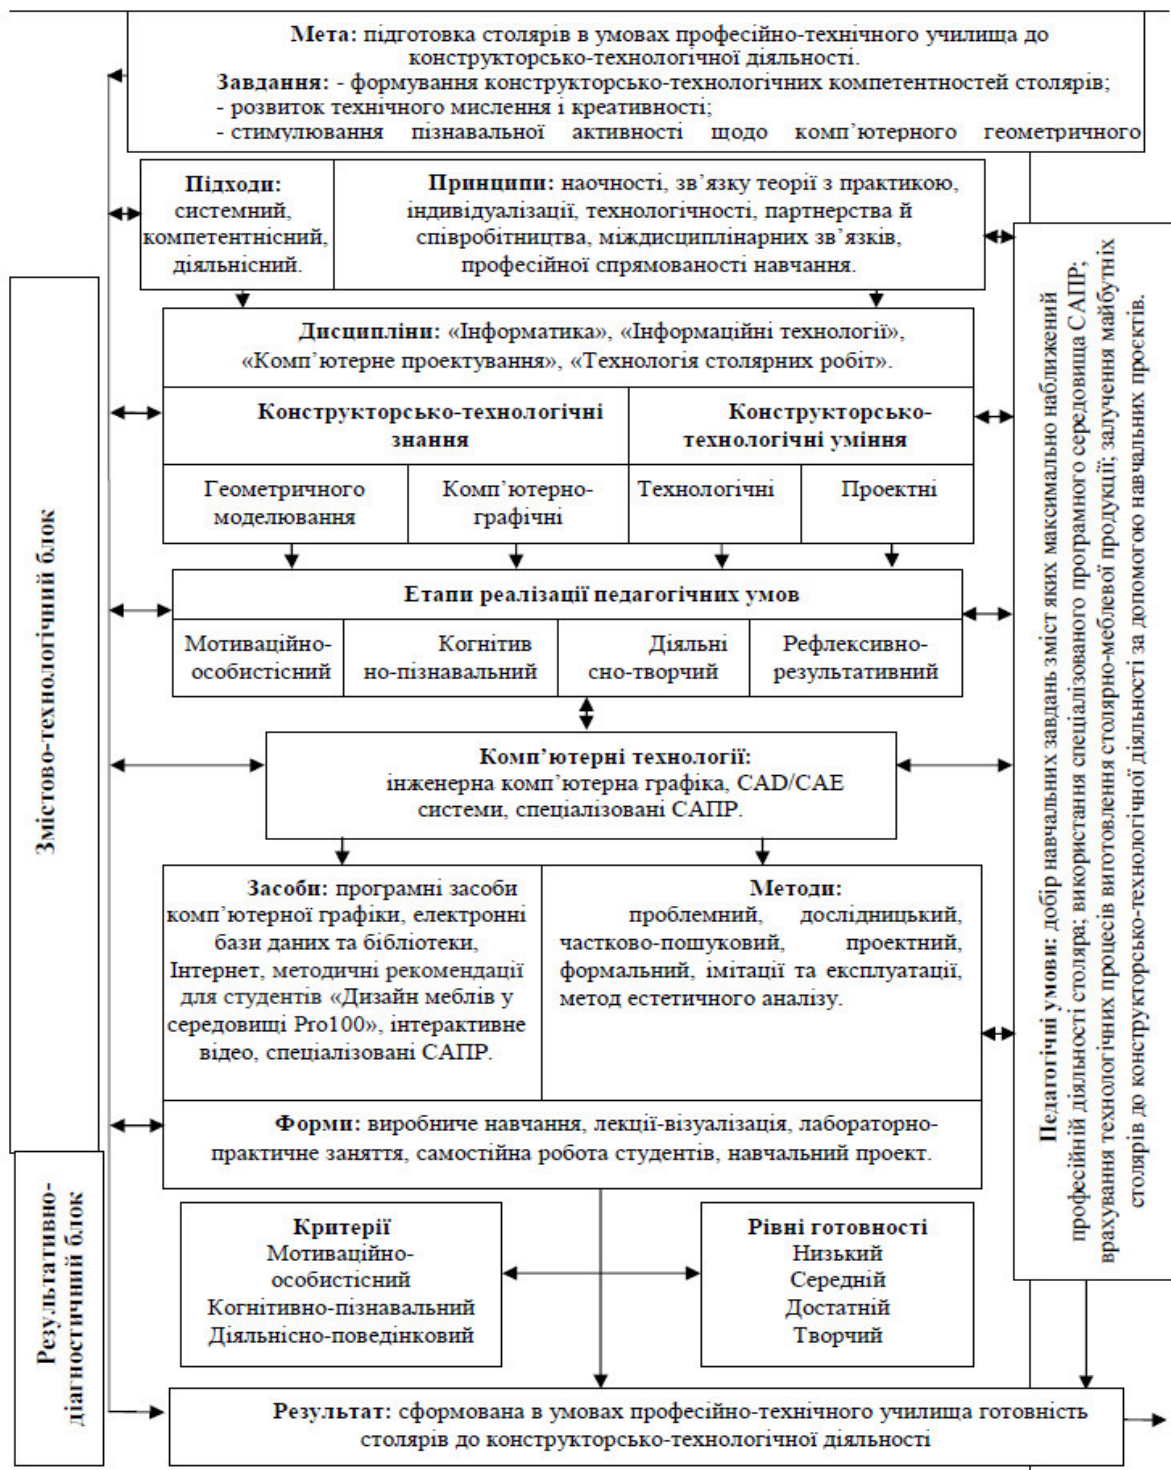 Мета: підготовка столярів в умовах професійно-технічного училища до
конструкторсько-технологічної діяльності.
Завдання: - формування конструкторсько-технологічних компетентностей столярів;
- розвиток технічного мислення і креативності;
- стимулювання пізнавальної активності щодо комп’ютерного геометричного
Підходи:
системний,
компетентнісний,
діяльнісний.
Принципи: наочності, зв’язку теорії з практикою,
індивідуалізації, технологічності, партнерства й
співробітництва, міждисциплінарних зв’язків,
професійної спрямованості навчання.
Дисципліни: «Інформатика», «Інформаційні технології»,
«Комп’ютерне проектування», «Технологія столярних робіт».
Конструкторсько-технологічні
знання
Конструкторсько-
технологічні уміння
Геометричного
моделювання
Комп’ютерно-
графічні
Технологічні
Проектні
Етапи реалізації педагогічних умов
Мотиваційно-
особистісний
Когнітив
но-пізнавальний
Діяльні
сно-творчий
Рефлексивно-
результативний
Комп’ютерні технології:
інженерна комп’ютерна графіка, CAD/CAE
системи, спеціалізовані САПР.
Засоби: програмні засоби
комп’ютерної графіки, електронні
бази даних та бібліотеки,
Інтернет, методичні рекомендації
для студентів «Дизайн меблів у
середовищі Pro100», інтерактивне
відео, спеціалізовані САПР.
Методи:
проблемний, дослідницький,
частково-пошуковий, проектний,
формальний, імітації та експлуатації,
метод естетичного аналізу.
Форми: виробниче навчання, лекції-візуалізація, лабораторно-
практичне заняття, самостійна робота студентів, навчальний проект.
Критерії
Мотиваційно-
особистісний
Когнітивно-пізнавальний
Діяльнісно-поведінковий
Рівні готовності
Низький
Середній
Достатній
Творчий
Результат: сформована в умовах професійно-технічного училища готовність
столярів до конструкторсько-технологічної діяльності
Змістово-технологічний блок
Результативно-
діагностичний блок
Педагогічні умови: добір навчальних завдань зміст яких максимально наближений
професійній діяльності столяра; використання спеціалізованого програмного середовища САПР;
врахування технологічних процесів виготовлення столярно-меблевої продукції; залучення майбутніх
столярів до конструкторсько-технологічної діяльності за допомогою навчальних проєктів.